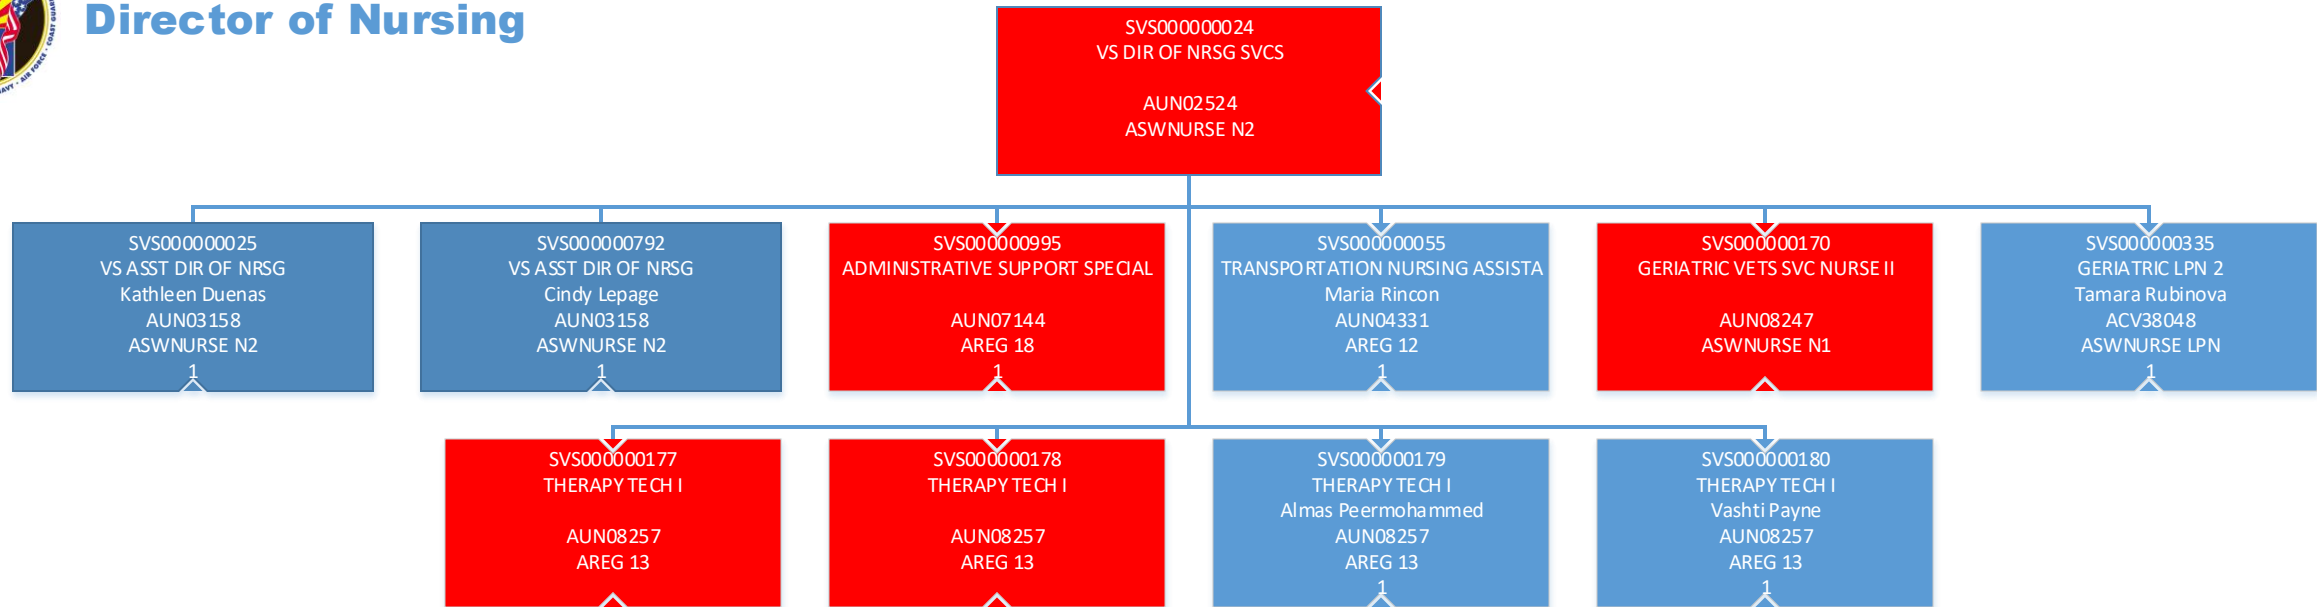 Director of Nursing
AIR FORCE · COAST GUARD
SVS000000024
VS DIR OF NRSG SVCS
AUN02524
ASWNURSE N2
SVS000000025
VS ASST DIR OF NRSG
Kathleen Duenas
AUN03158
ASWNURSE N2
1
SVS000000792
VS ASST DIR OF NRSG
Cindy Lepage
AUN03158
ASWNURSE N2
1
SVS000000995
ADMINISTRATIVE SUPPORT SPECIAL
AUN07144
AREG 18
1
SVS000000055
TRANSPORTATION NURSING ASSISTA
Maria Rincon
AUN04331
AREG 12
1
SVS000000170
GERIATRIC VETS SVC NURSE II
AUN08247
ASWNURSE N1
SVS000000335
GERIATRIC LPN 2
Tamara Rubinova
ACV38048
ASWNURSE LPN
1
SVS000000177
THERAPY TECH I
AUN08257
AREG 13
SVS000000178
THERAPY TECH I
AUN08257
AREG 13
SVS000000179
THERAPY TECH I
Almas Peermohammed
AUN08257
AREG 13
1
SVS000000180
THERAPY TECH I
Vashti Payne
AUN08257
AREG 13
1